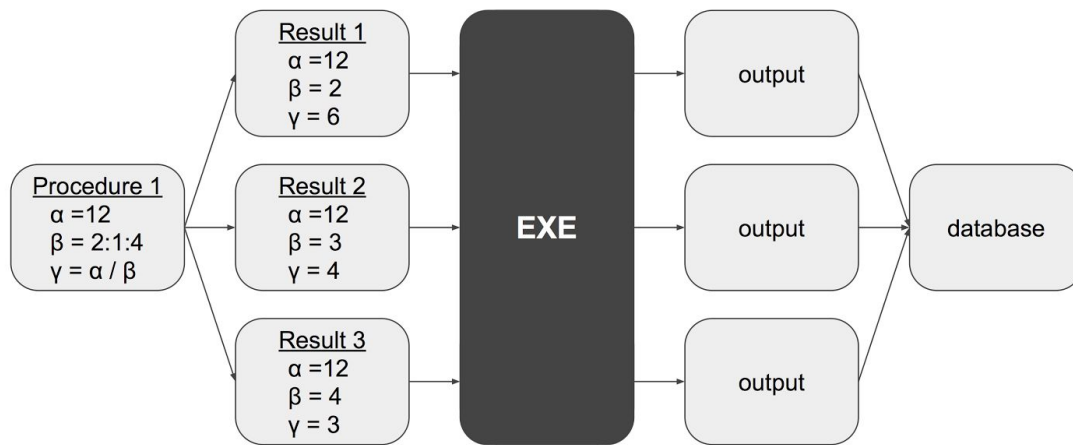 Procedure 1
α =12
β = 2:1:4
γ = α / β
Result 1
α =12
β = 2
γ = 6
Result 2
α =12
β = 3
γ = 4
Result 3
α =12
β = 4
γ = 3
EXE
output
output
output
database